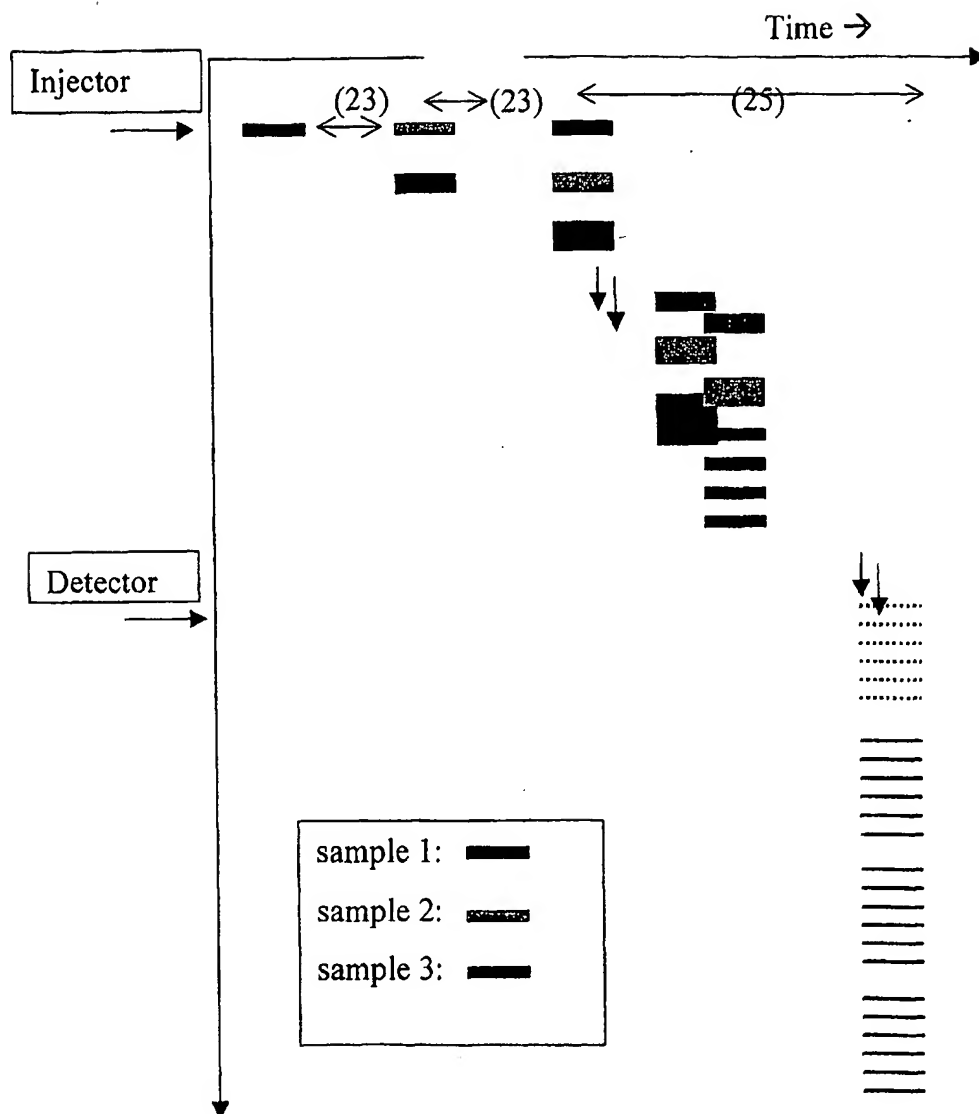 Time →
Injector
(23)
(23)
(25)
Detector
sample 1:
sample 2:
sample 3: